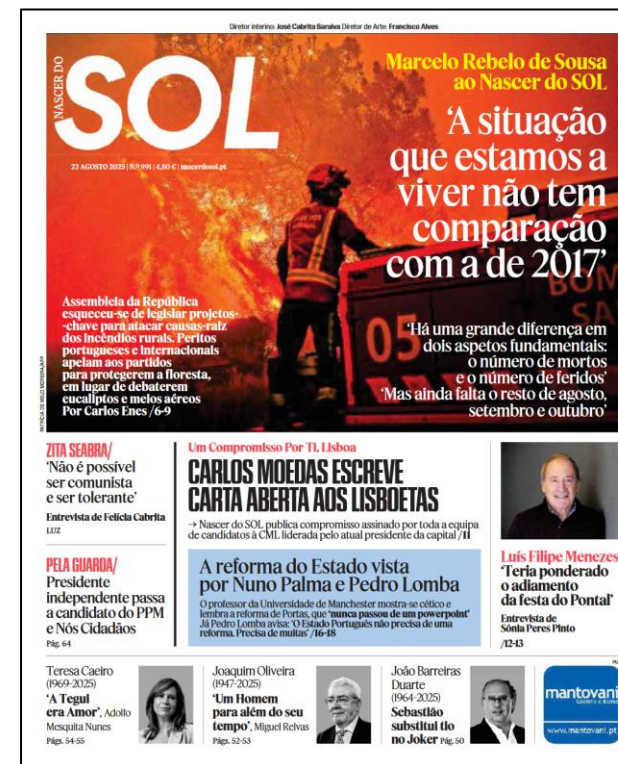 Diretor interino: José Cabrita Saraiva Diretor de Arte: Francisco Alves
NASCER DO
SOL
22 AGOSTO 2025 | N.º 991 | 4,80 € | nascerdosol.pt
Marcelo Rebelo de Sousa
ao Nascer do SOL
'A situação
que estamos a
viver não tem
comparação
com a de 2017'
'Há uma grande diferença em
dois aspetos fundamentais:
o número de mortos
e o número de feridos'
'Mas ainda falta o resto de agosto,
setembro e outubro'
Assembleia da República
esqueceu-se de legislar projetos-
-chave para atacar causas-raiz
dos incêndios rurais. Peritos
portugueses e internacionais
apelam aos partidos
para protegerem a floresta,
em lugar de debaterem
eucaliptos e meios aéreos
Por Carlos Enes /6-9
05
BOM
SA
PATRÍCIA DE MELO MOREIRA/AFP
ZITA SEABRA/
'Não é possível
ser comunista
e ser tolerante'
Entrevista de Felícia Cabrita
LUZ
PELA GUARDA/
Presidente
independente passa
a candidato do PPM
e Nós Cidadãos
Pág. 64
Um Compromisso Por TI, Lisboa
CARLOS MOEDAS ESCREVE
CARTA ABERTA AOS LISBOETAS
→ Nascer do SOL publica compromisso assinado por toda a equipa
de candidatos à CML liderada pelo atual presidente da capital /11
A reforma do Estado vista
por Nuno Palma e Pedro Lomba
O professor da Universidade de Manchester mostra-se cético e
lembra a reforma de Portas, que 'nunca passou de um powerpoint'
Já Pedro Lomba avisa: 'O Estado Português não precisa de uma
reforma. Precisa de muitas' /16-18
Luís Filipe Menezes
'Teria ponderado
o adiamento
da festa do Pontal'
Entrevista de
Sónia Peres Pinto
/12-13
Teresa Caeiro
(1969-2025)
'A Tegui
era Amor', Adolfo
Mesquita Nunes
Págs. 54-55
Joaquim Oliveira
(1947-2025)
'Um Homem
para além do seu
tempo', Miguel Relvas
Págs. 52-53
João Barreiras
Duarte
(1964-2025)
Sebastião
substitui tio
no Joker Pág. 50
PU
mantovani
www.mantovani.pt